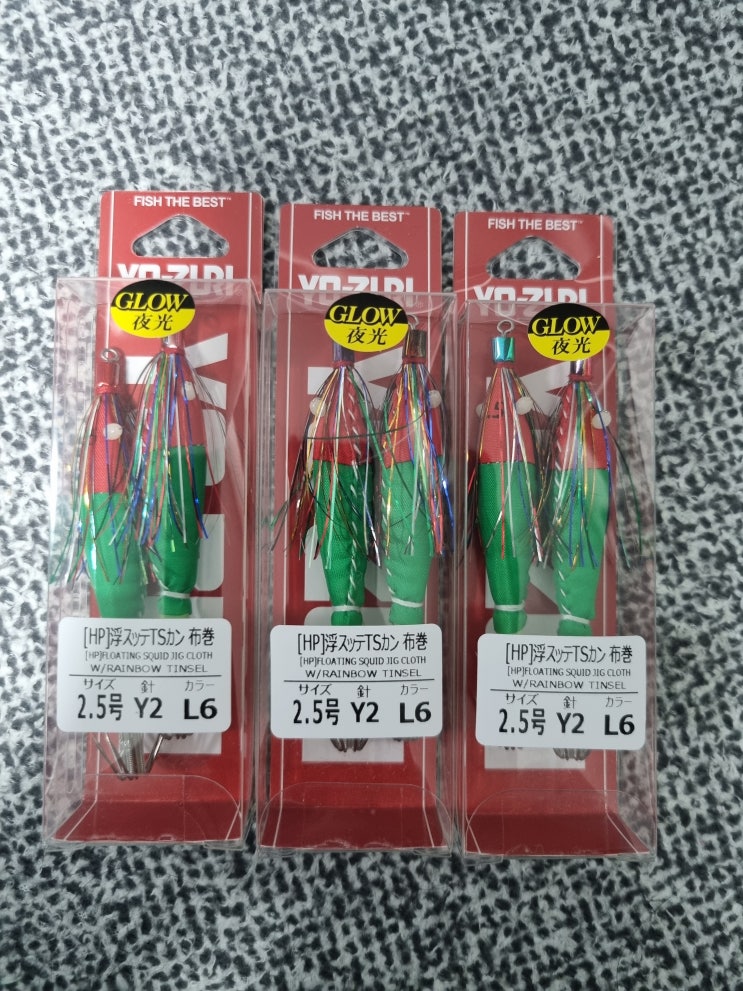 FISH THE BEST™
YO-ZURI
GLOW
夜光
[HP]浮スッテTSカン 布巻
[HP]FLOATING SQUID JIG CLOTH
W/RAINBOW TINSEL
サイズ 針 カラー
2.5号 Y2 L6
FISH THE BEST™
YO-ZURI
GLOW
夜光
[HP]浮スッテTSカン 布巻
[HP]FLOATING SQUID JIG CLOTH
W/RAINBOW TINSEL
サイズ 針 カラー
2.5号 Y2 L6
FISH THE BEST™
YO-ZURI
GLOW
夜光
[HP]浮スッテTSカン 布巻
[HP]FLOATING SQUID JIG CLOTH
W/RAINBOW TINSEL
サイズ 針 カラー
2.5号 Y2 L6